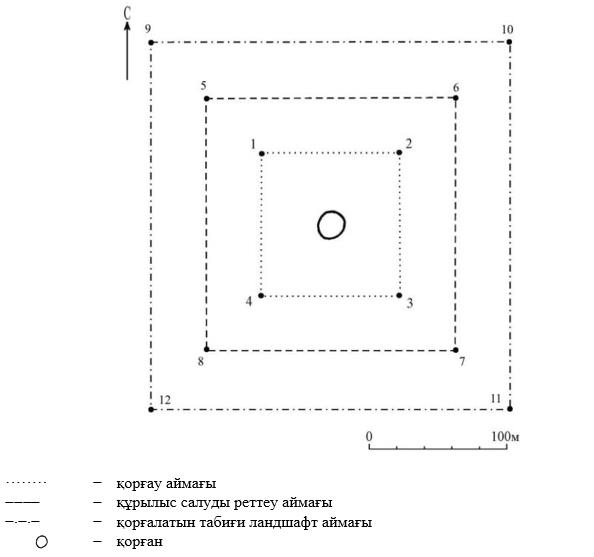 С
9
10
5
6
1
2
4
3
8
7
12
11
0
100м
........ – қорғау аймағы
–––– – құрылыс салуды реттеу аймағы
–·–·– – қорғалатын табиғи ландшафт аймағы
– қорған